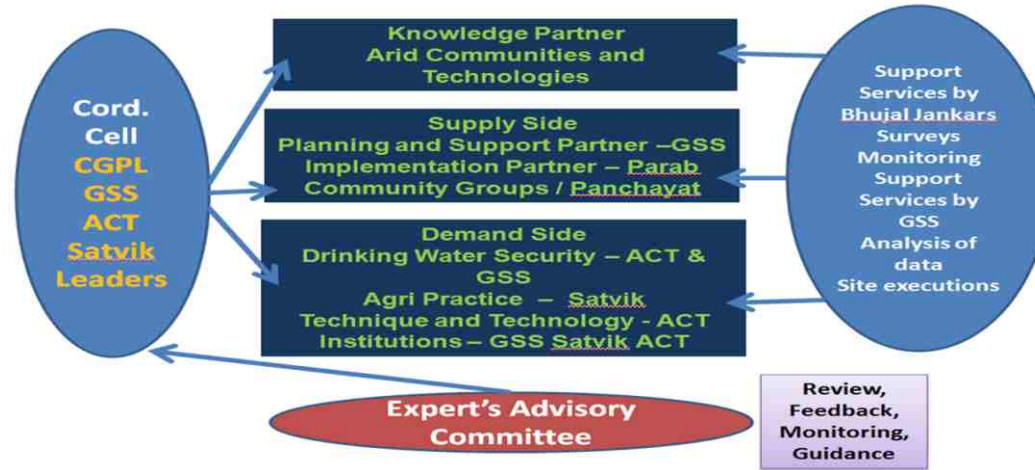 Cord.
Cell
CGPL
GSS
ACT
Satvik
Leaders
Knowledge Partner
Arid Communities and
Technologies
Supply Side
Planning and Support Partner –GSS
Implementation Partner – Parab
Community Groups / Panchayat
Demand Side
Drinking Water Security – ACT &
GSS
Agri Practice – Satvik
Technique and Technology - ACT
Institutions – GSS Satvik ACT
Support
Services by
Bhujal Jankars
Surveys
Monitoring
Support
Services by
GSS
Analysis of
data
Site executions
Expert's Advisory
Committee
Review,
Feedback,
Monitoring,
Guidance